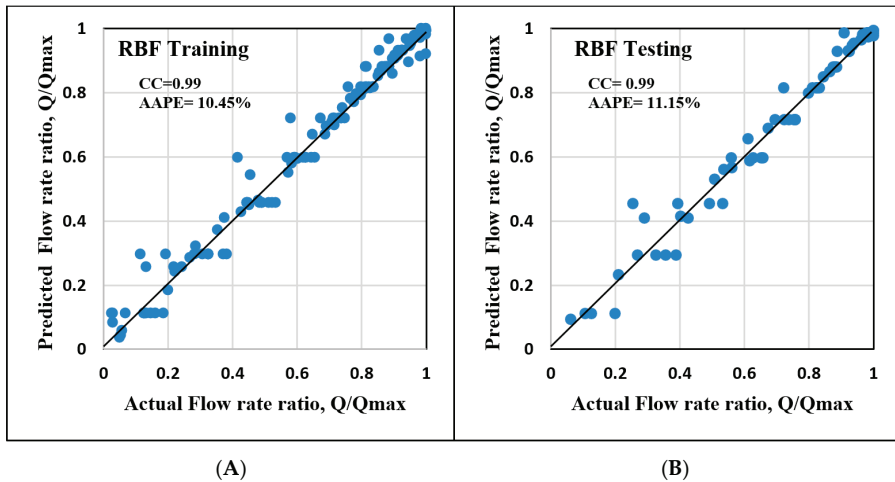 RBF Training
CC=0.99
AAPE= 10.45%
Predicted Flow rate ratio, Q/Qmax
1
0.8
0.6
0.4
0.2
0
0 0.2 0.4 0.6 0.8 1
Actual Flow rate ratio, Q/Qmax
(A)
RBF Testing
CC= 0.99
AAPE= 11.15%
Predicted Flow rate ratio, Q/Qmax
1
0.8
0.6
0.4
0.2
0
0 0.2 0.4 0.6 0.8 1
Actual Flow rate ratio, Q/Qmax
(B)